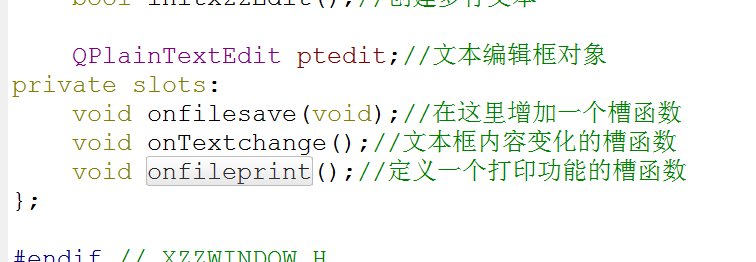 bool initxzzEdit();//创建多行文本
QPlainTextEdit ptedit;//文本编辑框对象
private slots:
void onfilesave(void);//在这里增加一个槽函数
void onTextchange();//文本框内容变化的槽函数
void onfileprint();//定义一个打印功能的槽函数
};
#endif // XZZWINDOW_H